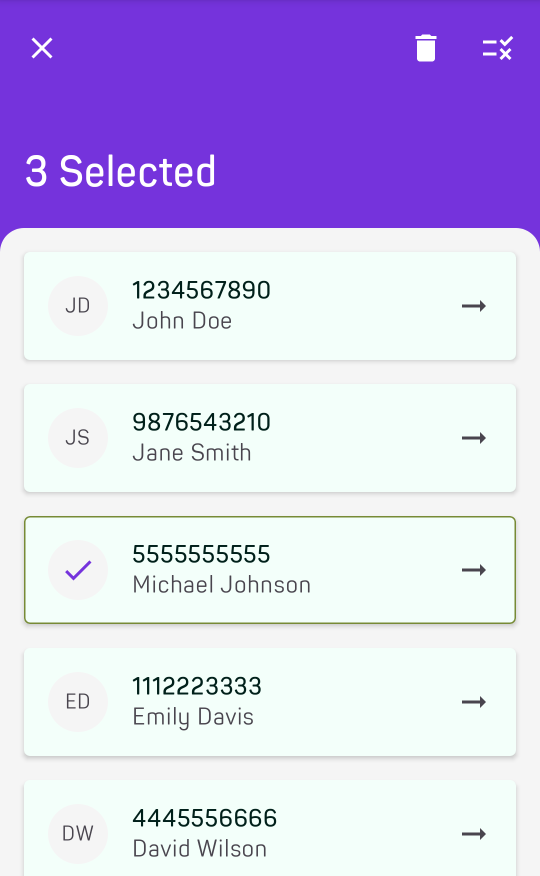 3 Selected
JD
1234567890
John Doe
JS
9876543210
Jane Smith
5555555555
Michael Johnson
ED
1112223333
Emily Davis
DW
4445556666
David Wilson